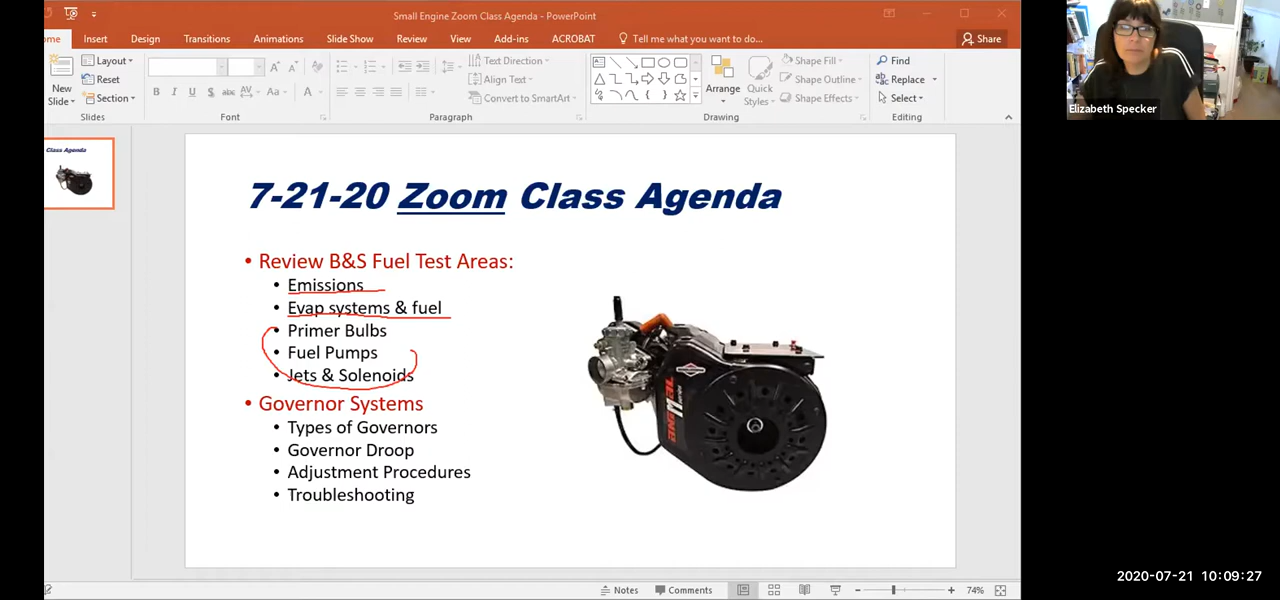 Small Engine Zoom Class Agenda - PowerPoint
ome Insert Design Transitions Animations Slide Show Review View Add-ins ACROBAT Tell me what you want to do... Share
New Slide
Layout
Reset
Section
Slides
B I U S abc AV Aa A
Font
Text Direction
Align Text
Convert to SmartArt
Paragraph
Arrange
Quick Styles
Shape Fill
Shape Outline
Shape Effects
Drawing
Find
Replace
Select
Editing
Elizabeth Specker
Class Agenda
7-21-20 Zoom Class Agenda
• Review B&S Fuel Test Areas:
• Emissions
• Evap systems & fuel
• Primer Bulbs
• Fuel Pumps
• Jets & Solenoids
• Governor Systems
• Types of Governors
• Governor Droop
• Adjustment Procedures
• Troubleshooting
ANIMAL
Notes Comments 74%
2020-07-21 10:09:27